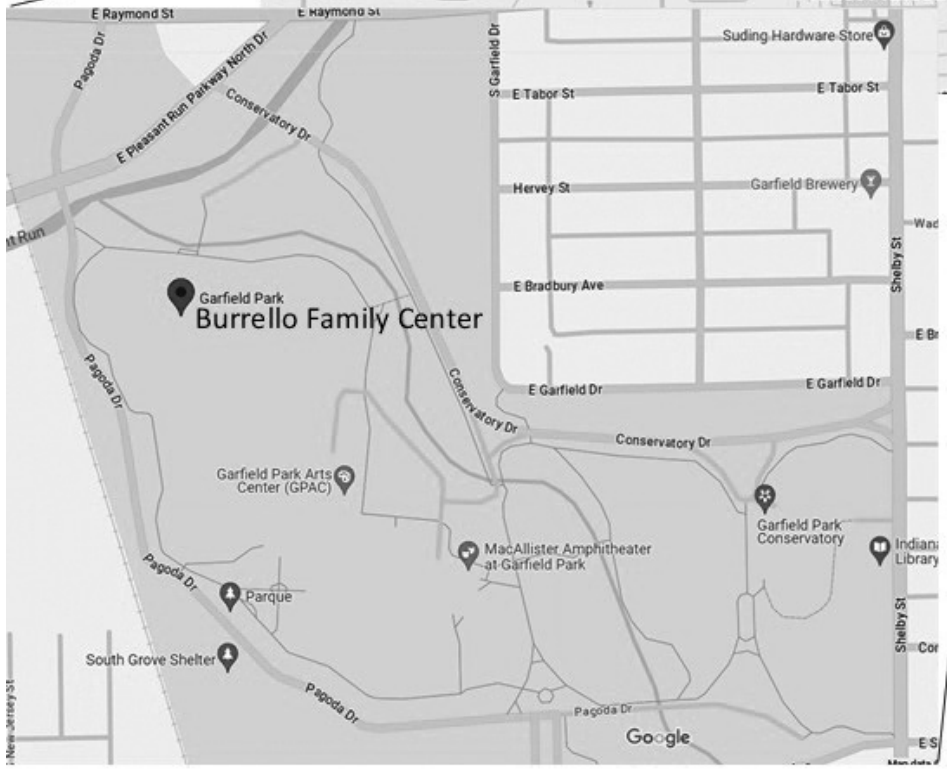 E Raymond St
E Raymond St
Pagoda Dr
E Pleasant Run Parkway North Dr
Conservatory Dr
S Garfield Dr
Suding Hardware Store
E Tabor St
E Tabor St
Hervey St
Garfield Brewery
nt Run
Shelby St
E Bradbury Ave
Garfield Park
Burrello Family Center
Pagoda Dr
Conservatory Dr
E Garfield Dr
E Garfield Dr
Conservatory Dr
Garfield Park Arts
Center (GPAC)
Garfield Park
Conservatory
MacAllister Amphitheater
at Garfield Park
Indiana
Library
Pagoda Dr
Parque
Shelby St
South Grove Shelter
Pagoda Dr
Pagoda Dr
New Jersey St
Google
E S
Map data